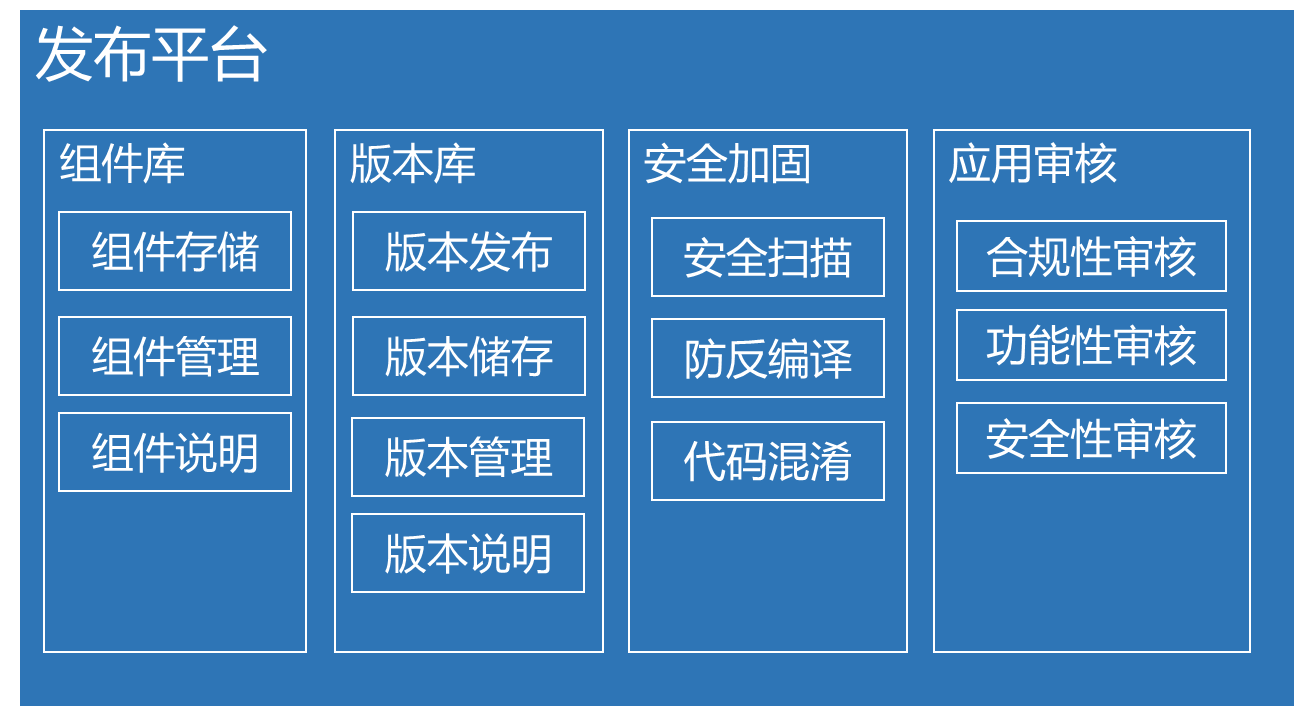 发布平台
组件库
组件存储
组件管理
组件说明
版本库
版本发布
版本储存
版本管理
版本说明
安全加固
安全扫描
防反编译
代码混淆
应用审核
合规性审核
功能性审核
安全性审核